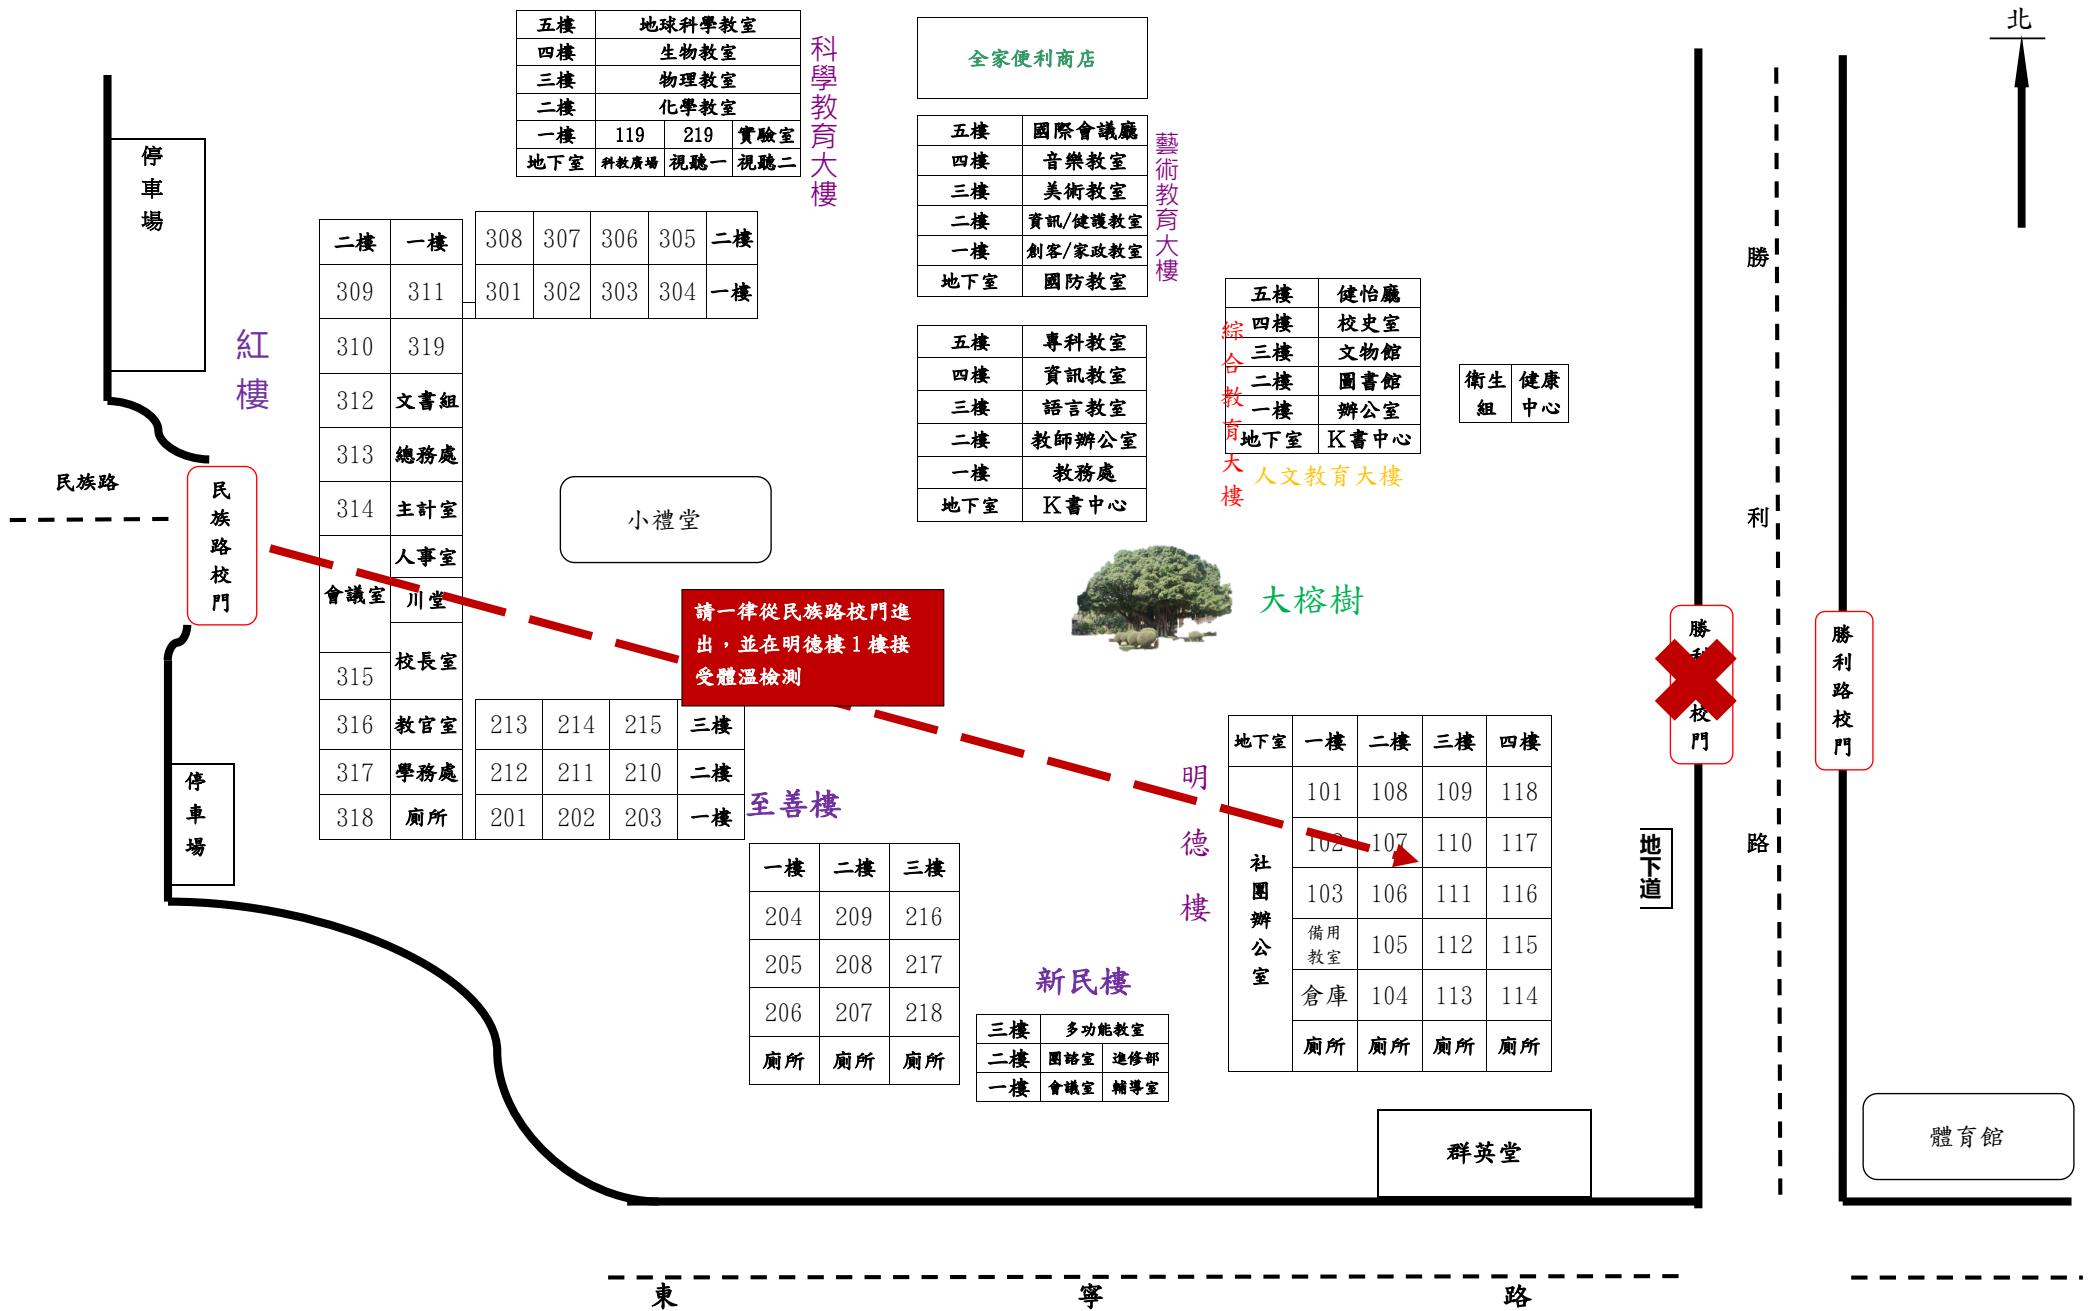 北
五樓 地球科學教室
四樓 生物教室
三樓 物理教室
二樓 化學教室
一樓 119 219 實驗室
地下室 科教廣場 視聽一 視聽二
科學教育大樓
全家便利商店
五樓 國際會議廳
四樓 音樂教室
三樓 美術教室
二樓 資訊/健護教室
一樓 創客/家政教室
地下室 國防教室
藝術教育大樓
停車場
308 307 306 305 二樓
301 302 303 304 一樓
二樓 一樓
309 311
310 319
312 文書組
313 總務處
314 主計室
會議室 人事室
川堂
315 校長室
316 教官室
317 學務處
318 廁所
紅樓
五樓 專科教室
四樓 資訊教室
三樓 語言教室
二樓 教師辦公室
一樓 教務處
地下室 K書中心
綜合教育大樓
五樓 健怡廳
四樓 校史室
三樓 文物館
二樓 圖書館
一樓 辦公室
地下室 K書中心
人文教育大樓
衛生組 健康中心
民族路
民族路校門
小禮堂
大榕樹
請一律從民族路校門進
出，並在明德樓1樓接
受體溫檢測
勝利路校門
勝利路校門
勝利路
213 214 215 三樓
212 211 210 二樓
201 202 203 一樓
至善樓
停車場
一樓 二樓 三樓
204 209 216
205 208 217
206 207 218
廁所 廁所 廁所
新民樓
三樓 多功能教室
二樓 團諮室 進修部
一樓 會議室 輔導室
明德樓
地下室 一樓 二樓 三樓 四樓
社團辦公室
101 108 109 118
102 107 110 117
103 106 111 116
備用教室 105 112 115
倉庫 104 113 114
廁所 廁所 廁所 廁所
地下道
群英堂
體育館
東寧路